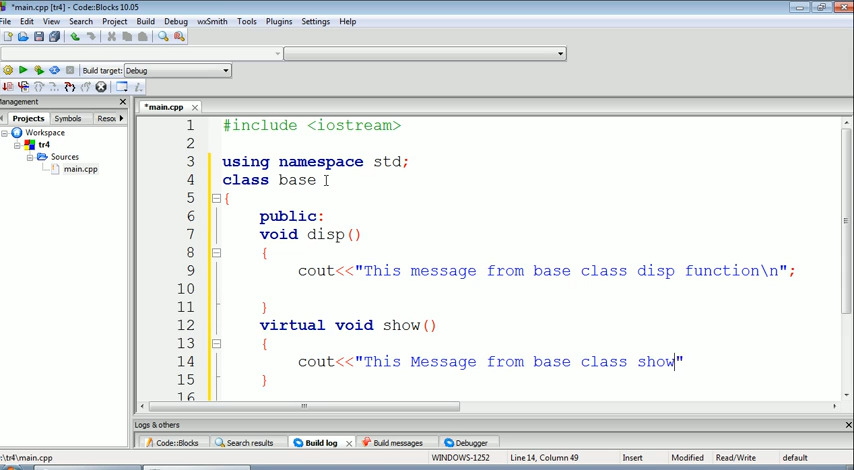 *main.cpp [tr4] - Code::Blocks 10.05
File Edit View Search Project Build Debug wxSmith Tools Plugins Settings Help
Build target: Debug
Management
*main.cpp
Projects Symbols Resou
Workspace
tr4
Sources
main.cpp
1 #include <iostream>
2
3 using namespace std;
4 class base
5 {
6 public:
7 void disp()
8 {
9 cout<<"This message from base class disp function\n";
10
11 }
12 virtual void show()
13 {
14 cout<<"This Message from base class show"
15 }
16
Logs & others
Code::Blocks Search results Build log Build messages Debugger
:\tr4\main.cpp WINDOWS-1252 Line 14, Column 49 Insert Modified Read/Write default